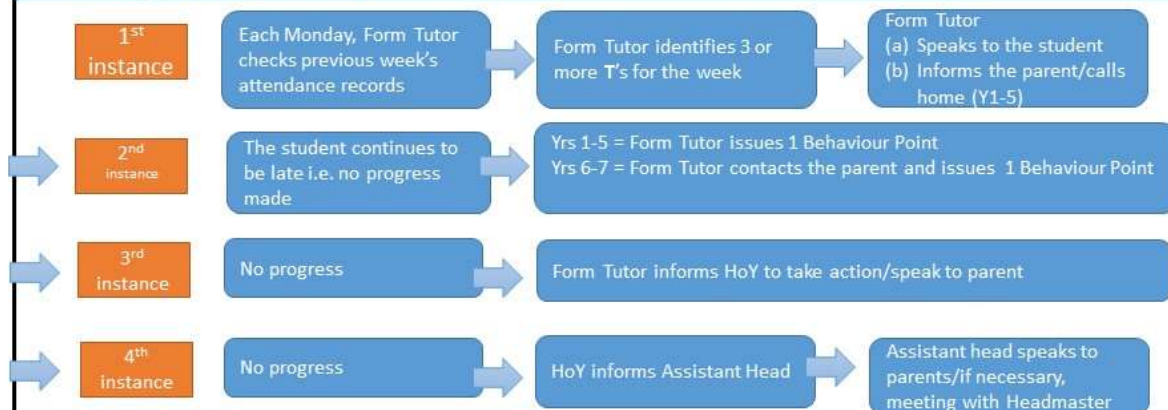 1st
instance
Each Monday, Form Tutor
checks previous week's
attendance records
Form Tutor identifies 3 or
more T's for the week
Form Tutor
(a) Speaks to the student
(b) Informs the parent/calls
home (Y1-5)
2nd
instance
The student continues to
be late i.e. no progress
made
Yrs 1-5 = Form Tutor issues 1 Behaviour Point
Yrs 6-7 = Form Tutor contacts the parent and issues 1 Behaviour Point
3rd
instance
No progress
Form Tutor informs HoY to take action/speak to parent
4th
instance
No progress
HoY informs Assistant Head
Assistant head speaks to
parents/if necessary,
meeting with Headmaster